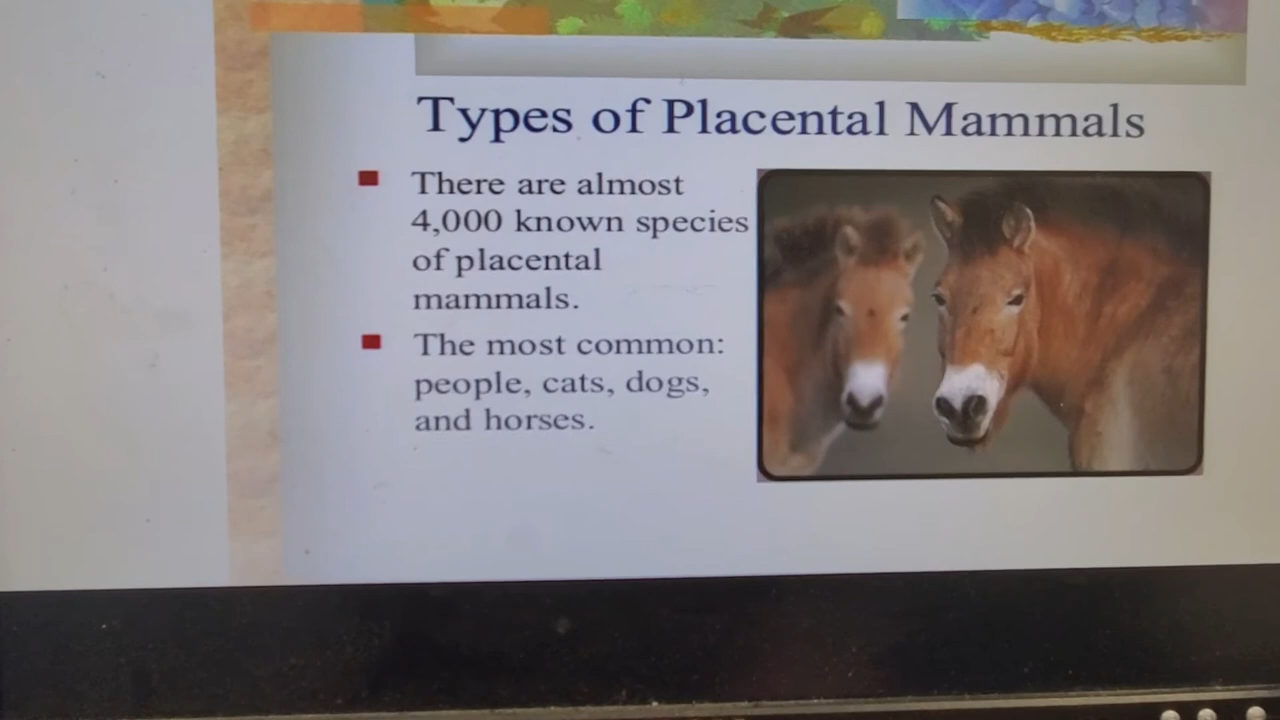 Types of Placental Mammals
There are almost
4,000 known species
of placental
mammals.
The most common:
people, cats, dogs,
and horses.